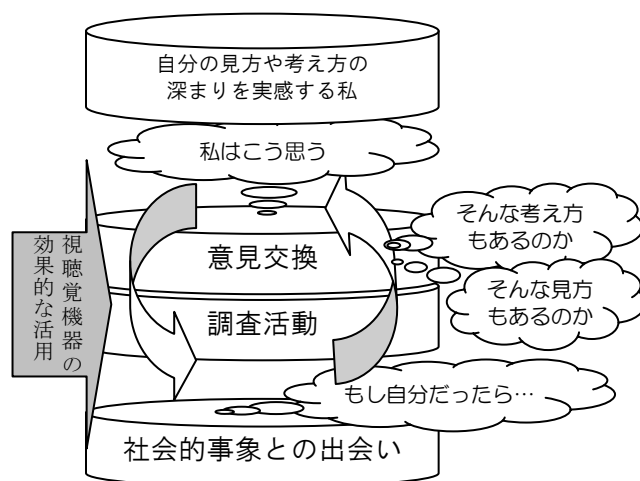 自分の見方や考え方の
深まりを実感する私
私はこう思う
そんな考え方
もあるのか
意見交換
そんな見方
もあるのか
調査活動
視聴覚機器の
効果的な活用
もし自分だったら…
社会的事象との出会い